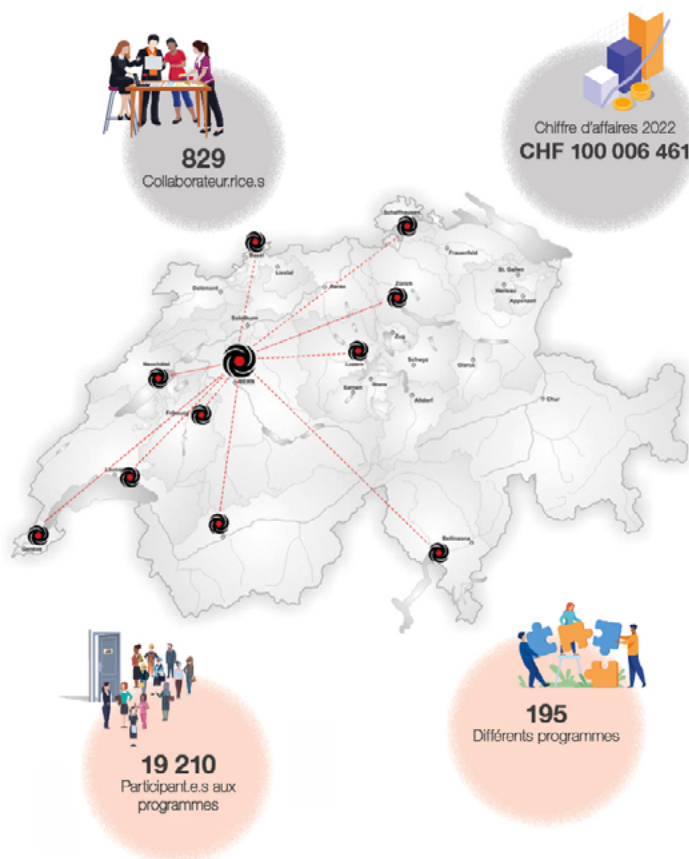 829
Collaborateur.rice.s
Chiffre d'affaires 2022
CHF 100 006 461
Schaffhausen
Basel
Liestal
Frauenfeld
Delémont
Aarau
Zürich
St. Gallen
Herisau
Appenzell
Solothurn
Zug
Neuchâtel
Luzern
Schwyz
Glarus
BERN
Sarnen
Stans
Altdorf
Chur
Fribourg
Lausanne
Genève
Bellinzona
19 210
Participant.e.s aux
programmes
195
Différents programmes